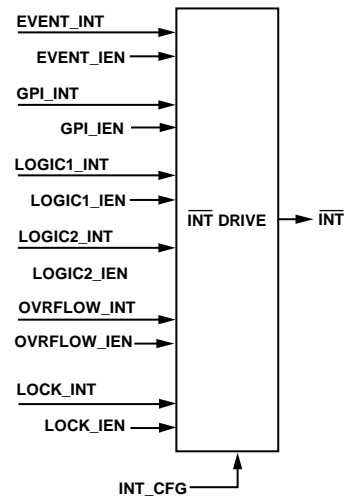 EVENT_INT
EVENT_IEN
GPI_INT
GPI_IEN
LOGIC1_INT
LOGIC1_IEN
LOGIC2_INT
LOGIC2_IEN
OVRFLOW_INT
OVRFLOW_IEN
LOCK_INT
LOCK_IEN
INT DRIVE
INT
INT_CFG